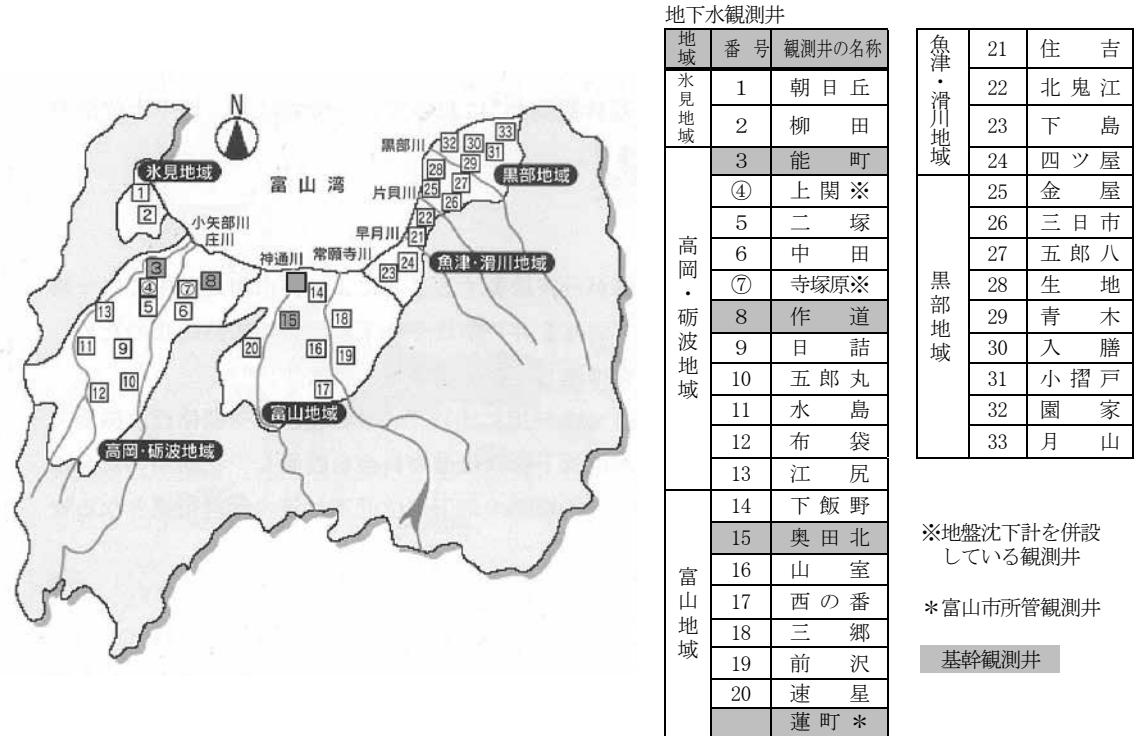 地下水観測井
地域 番号 観測井の名称
氷見地域
1 朝日丘
2 柳田
高岡・砺波地域
3 能町
④ 上関※
5 二塚
6 中田
⑦ 寺塚原※
8 作道
9 日詰
10 五郎丸
11 水島
12 布袋
13 江尻
富山地域
14 下飯野
15 奥田北
16 山室
17 西の番
18 三郷
19 前沢
20 速星
蓮町＊
魚津・滑川地域
21 住吉
22 北鬼江
23 下島
24 四ツ屋
黒部地域
25 金屋
26 三日市
27 五郎八
28 生地
29 青木
30 入膳
31 小摺戸
32 園家
33 月山
※地盤沈下計を併設
している観測井
＊富山市所管観測井
基幹観測井
N
氷見地域
1
2
富山湾
小矢部川
庄川
神通川
常願寺川
早月川
片貝川
黒部川
黒部地域
魚津・滑川地域
富山地域
高岡・砺波地域
33
32
30
31
29
28
27
25
26
22
21
24
23
3
④
⑦
8
5
6
13
11
9
10
12
14
15
18
20
16
19
17